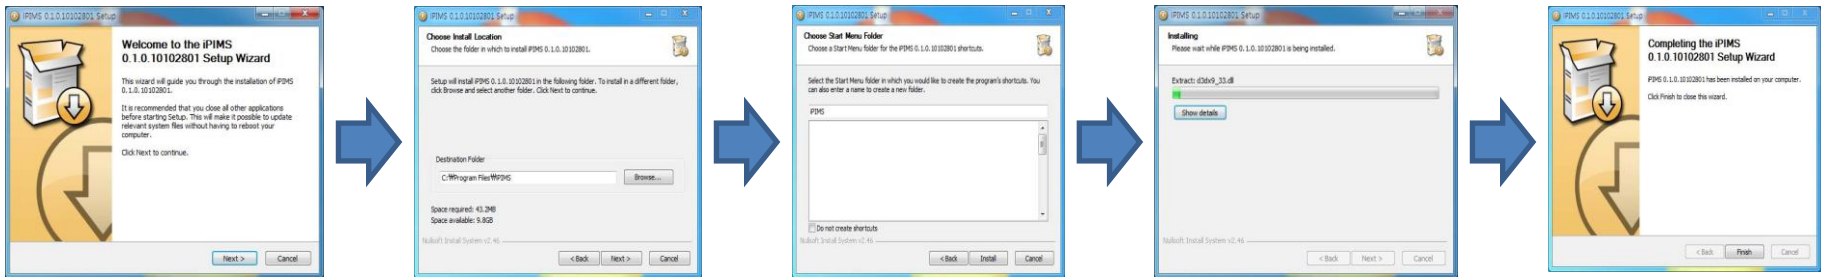 iPIMS 0.1.0.10102801 Setup
Welcome to the iPIMS
0.1.0.10102801 Setup Wizard
This wizard will guide you through the installation of iPIMS
0.1.0.10102801.
It is recommended that you close all other applications
before starting Setup. This will make it possible to update
relevant system files without having to reboot your
computer.
Click Next to continue.
Next >
Cancel
iPIMS 0.1.0.10102801 Setup
Choose Install Location
Choose the folder in which to install iPIMS 0.1.0.10102801.
Setup will install iPIMS 0.1.0.10102801 in the following folder. To install in a different folder,
click Browse and select another folder. Click Next to continue.
Destination Folder
C:₩Program Files₩iPIMS
Browse...
Space required: 43.2MB
Space available: 9.8GB
Nullsoft Install System v2.46
< Back
Next >
Cancel
iPIMS 0.1.0.10102801 Setup
Choose Start Menu Folder
Choose a Start Menu folder for the iPIMS 0.1.0.10102801 shortcuts.
Select the Start Menu folder in which you would like to create the program's shortcuts. You
can also enter a name to create a new folder.
iPIMS
Do not create shortcuts
Nullsoft Install System v2.46
< Back
Install
Cancel
iPIMS 0.1.0.10102801 Setup
Installing
Please wait while iPIMS 0.1.0.10102801 is being installed.
Extract: d3dx9_33.dll
Show details
Nullsoft Install System v2.46
< Back
Next >
Cancel
iPIMS 0.1.0.10102801 Setup
Completing the iPIMS
0.1.0.10102801 Setup Wizard
iPIMS 0.1.0.10102801 has been installed on your computer.
Click Finish to close this wizard.
< Back
Finish
Cancel